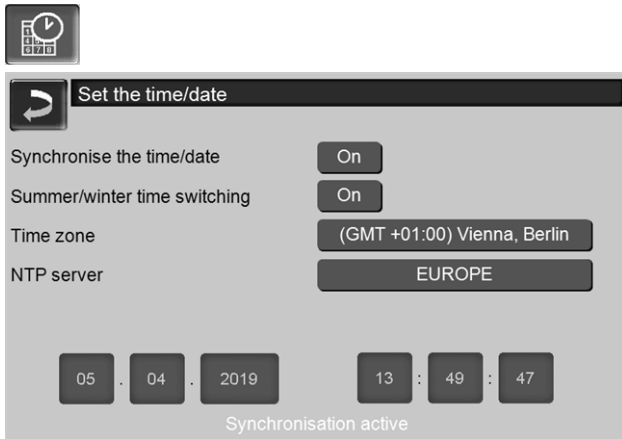 Set the time/date
Synchronise the time/date On
Summer/winter time switching On
Time zone (GMT +01:00) Vienna, Berlin
NTP server EUROPE
05 . 04 . 2019 13 : 49 : 47
Synchronisation active